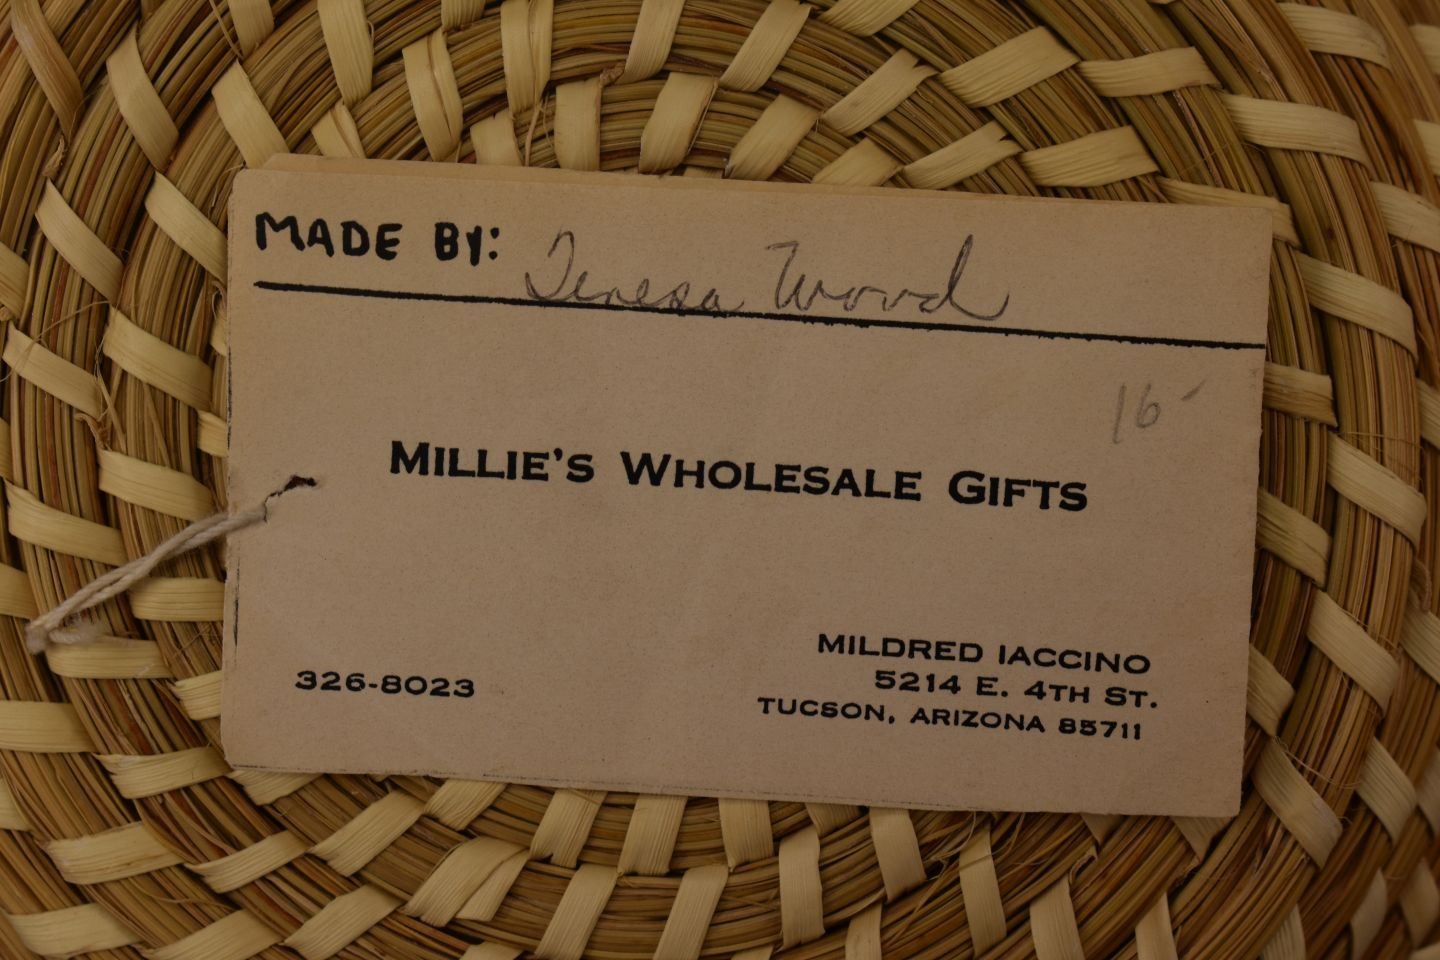 MADE BY: Teresa Wood
16-
MILLIE'S WHOLESALE GIFTS
326-8023
MILDRED IACCINO
5214 E. 4TH ST.
TUCSON, ARIZONA 85711